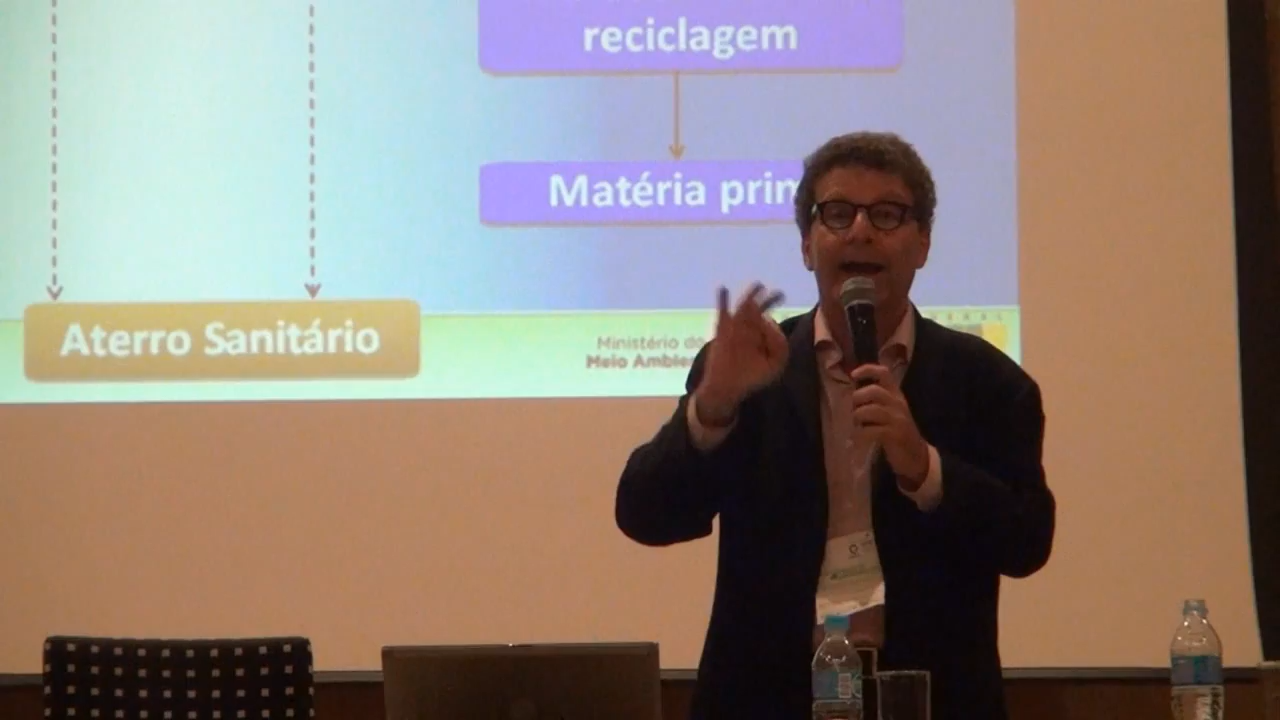 reciclagem
Matéria prim
Aterro Sanitário
Ministério do
Meio Ambie